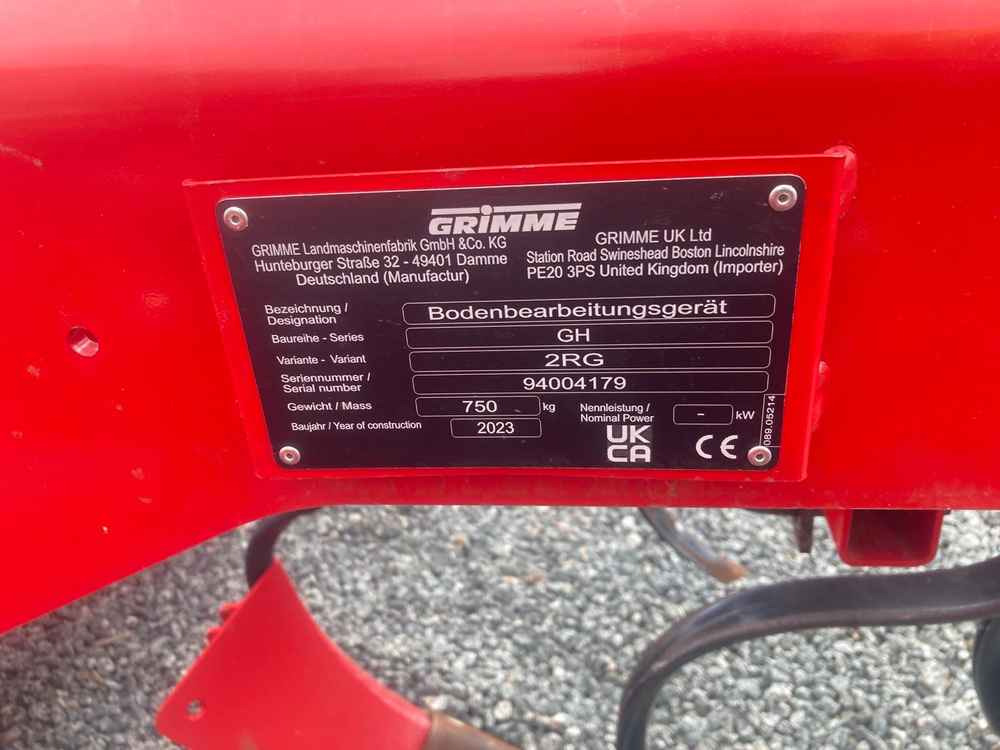 GRIMME
GRIMME Landmaschinenfabrik GmbH &Co. KG
Hunteburger Straße 32 - 49401 Damme
Deutschland (Manufactur)
GRIMME UK Ltd
Station Road Swineshead Boston Lincolnshire
PE20 3PS United Kingdom (Importer)
Bezeichnung /
Designation
Bodenbearbeitungsgerät
Baureihe - Series
GH
Variante - Variant
2RG
Seriennummer /
Serial number
94004179
Gewicht / Mass
750 kg
Nennleistung /
Nominal Power
- kW
Baujahr / Year of construction
2023
UK
CA
CE
089.05214